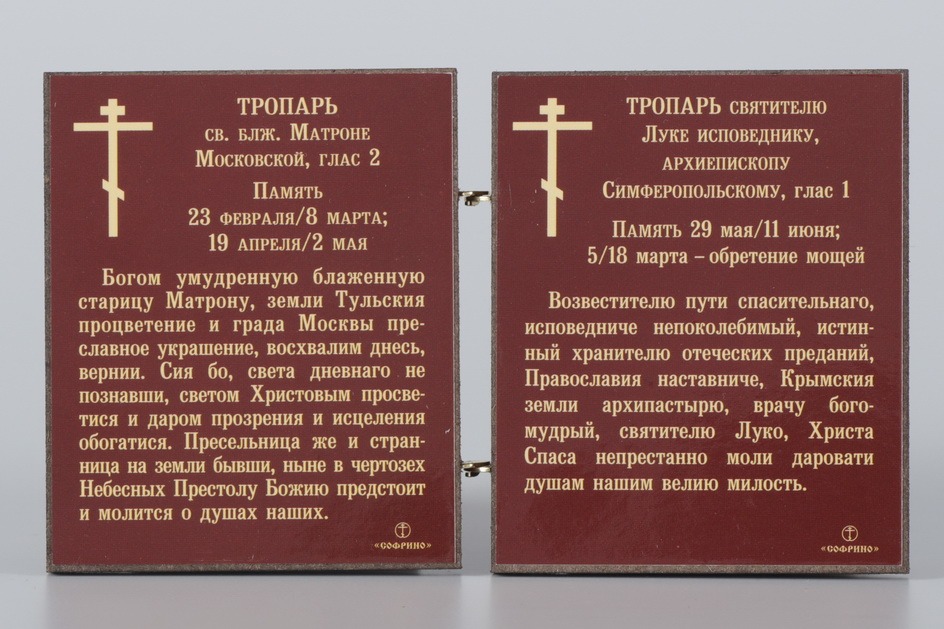 ТРОПАРЬ
св. блж. Матроне
Московской, глас 2
Память
23 февраля/8 марта;
19 апреля/2 мая
Богом умудренную блаженную
старицу Матрону, земли Тульския
процветение и града Москвы пре-
славное украшение, восхвалим днесь,
вернии. Сия бо, света дневнаго не
познавши, светом Христовым просве-
тися и даром прозрения и исцеления
обогатися. Пресельница же и стран-
ница на земли бывши, ныне в чертозех
Небесных Престолу Божию предстоит
и молится о душах наших.
«СОФРИНО»
ТРОПАРЬ святителю
Луке исповеднику,
архиепископу
Симферопольскому, глас 1
Память 29 мая/11 июня;
5/18 марта – обретение мощей
Возвестителю пути спасительнаго,
исповедниче непоколебимый, истин-
ный хранителю отеческих преданий,
Православия наставниче, Крымския
земли архипастырю, врачу бого-
мудрый, святителю Луко, Христа
Спаса непрестанно моли даровати
душам нашим велию милость.
«СОФРИНО»